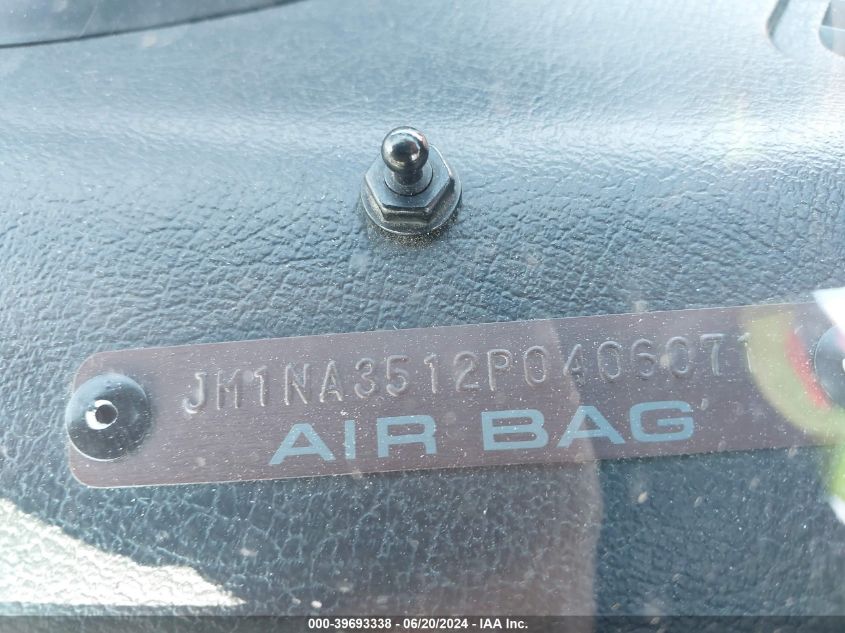 JM1NA3512P0406071
AIR BAG
000-39693338 - 06/20/2024 - IAA Inc.